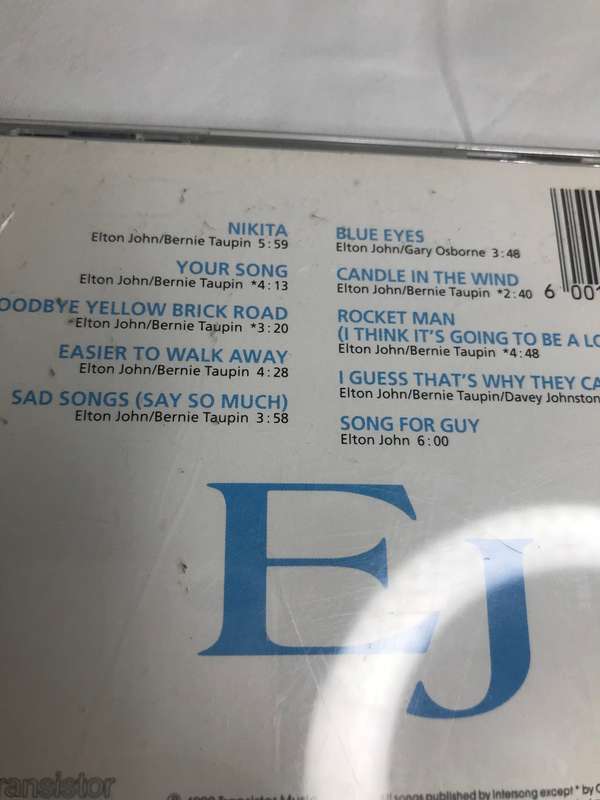 NIKITA
Elton John/Bernie Taupin 5:59
YOUR SONG
Elton John/Bernie Taupin *4:13
OODBYE YELLOW BRICK ROAD
Elton John/Bernie Taupin *3:20
EASIER TO WALK AWAY
Elton John/Bernie Taupin 4:28
SAD SONGS (SAY SO MUCH)
Elton John/Bernie Taupin 3:58
BLUE EYES
Elton John/Gary Osborne 3:48
CANDLE IN THE WIND
Elton John/Bernie Taupin *2:40
ROCKET MAN
(I THINK IT'S GOING TO BE A LO
Elton John/Bernie Taupin *4:48
I GUESS THAT'S WHY THEY CA
Elton John/Bernie Taupin/Davey Johnston
SONG FOR GUY
Elton John 6:00
6 001
EJ
ransistor
songs published by Intersong except * by